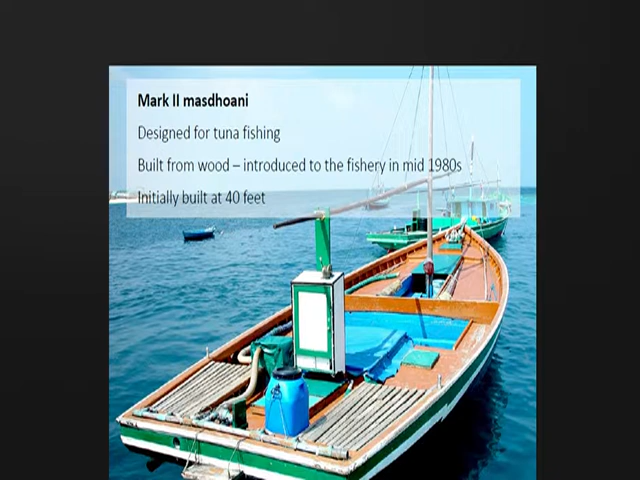 Mark II masdhoani
Designed for tuna fishing
Built from wood – introduced to the fishery in mid 1980s
Initially built at 40 feet